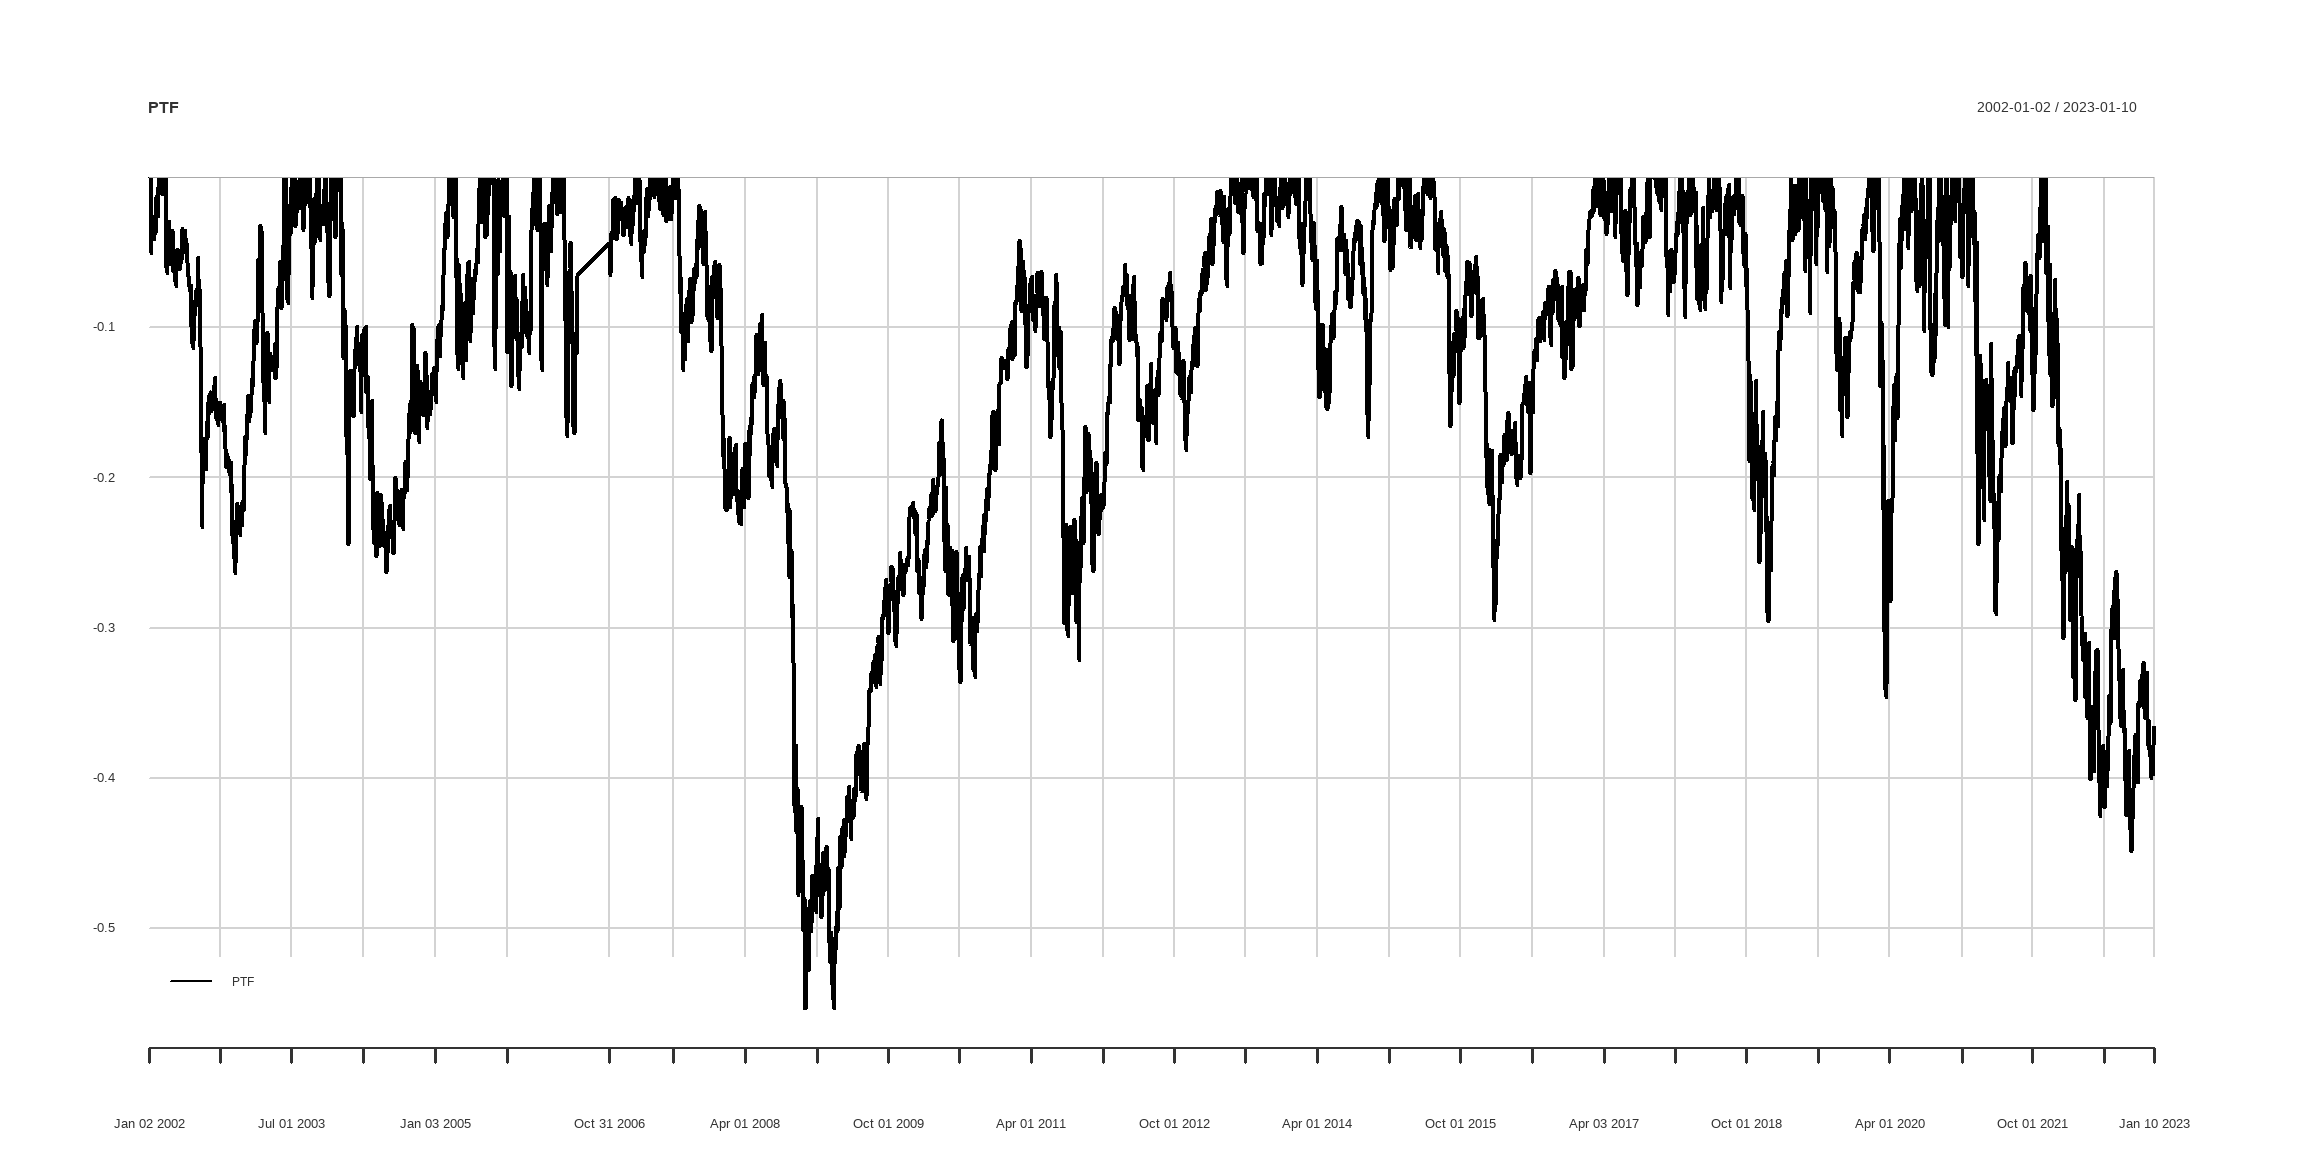 PTF
2002-01-02 / 2023-01-10
-0.1
-0.2
-0.3
-0.4
-0.5
PTF
Jan 02 2002 Jul 01 2003 Jan 03 2005 Oct 31 2006 Apr 01 2008 Oct 01 2009 Apr 01 2011 Oct 01 2012 Apr 01 2014 Oct 01 2015 Apr 03 2017 Oct 01 2018 Apr 01 2020 Oct 01 2021 Jan 10 2023